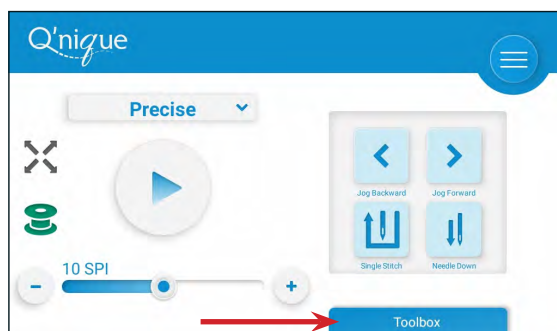 Q'nique
Precise
10 SPI
Jog Backward
Jog Forward
Single Stitch
Needle Down
Toolbox